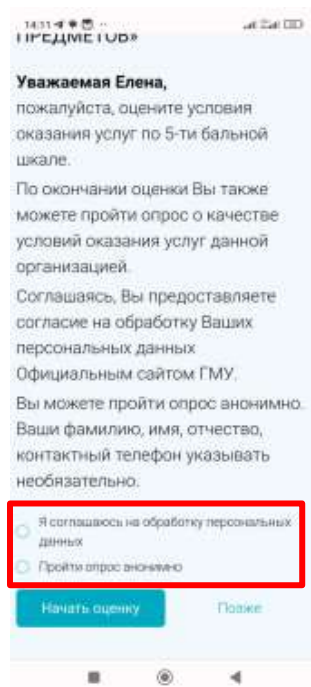 14:31
ПРЕДМЕТОВ»
Уважаемая Елена,
пожалуйста, оцените условия
оказания услуг по 5-ти бальной
шкале.
По окончании оценки Вы также
можете пройти опрос о качестве
условий оказания услуг данной
организацией.
Соглашаясь, Вы предоставляете
согласие на обработку Ваших
персональных данных
Официальным сайтом ГМУ.
Вы можете пройти опрос анонимно.
Ваши фамилию, имя, отчество,
контактный телефон указывать
необязательно.
Я соглашаюсь на обработку персональных
данных
Пройти опрос анонимно
Начать оценку Позже